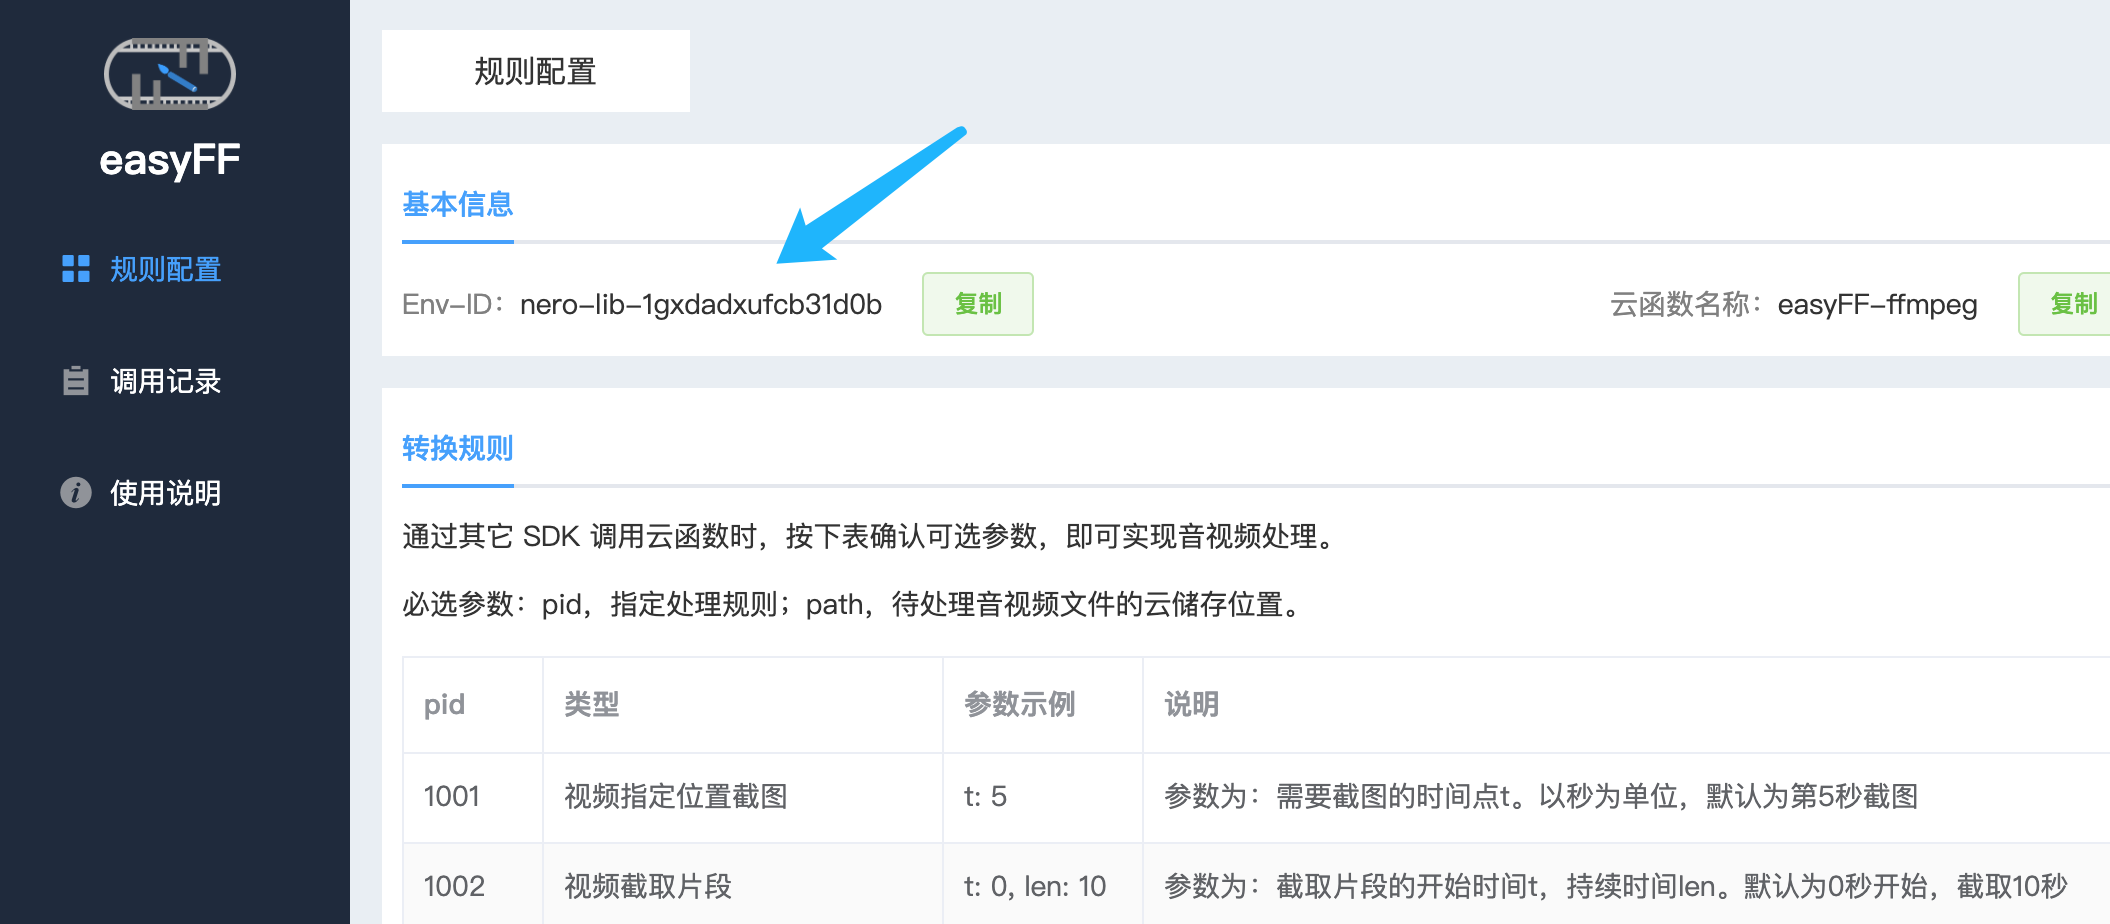 easyFF
规则配置
调用记录
使用说明
规则配置
基本信息
Env-ID： nero-lib-1gxdadxufcb31d0b 复制 云函数名称： easyFF-ffmpeg 复制
转换规则
通过其它 SDK 调用云函数时，按下表确认可选参数，即可实现音视频处理。
必选参数：pid，指定处理规则；path，待处理音视频文件的云储存位置。
pid 类型 参数示例 说明
1001 视频指定位置截图 t: 5 参数为：需要截图的时间点t。以秒为单位，默认为第5秒截图
1002 视频截取片段 t: 0, len: 10 参数为：截取片段的开始时间t，持续时间len。默认为0秒开始，截取10秒